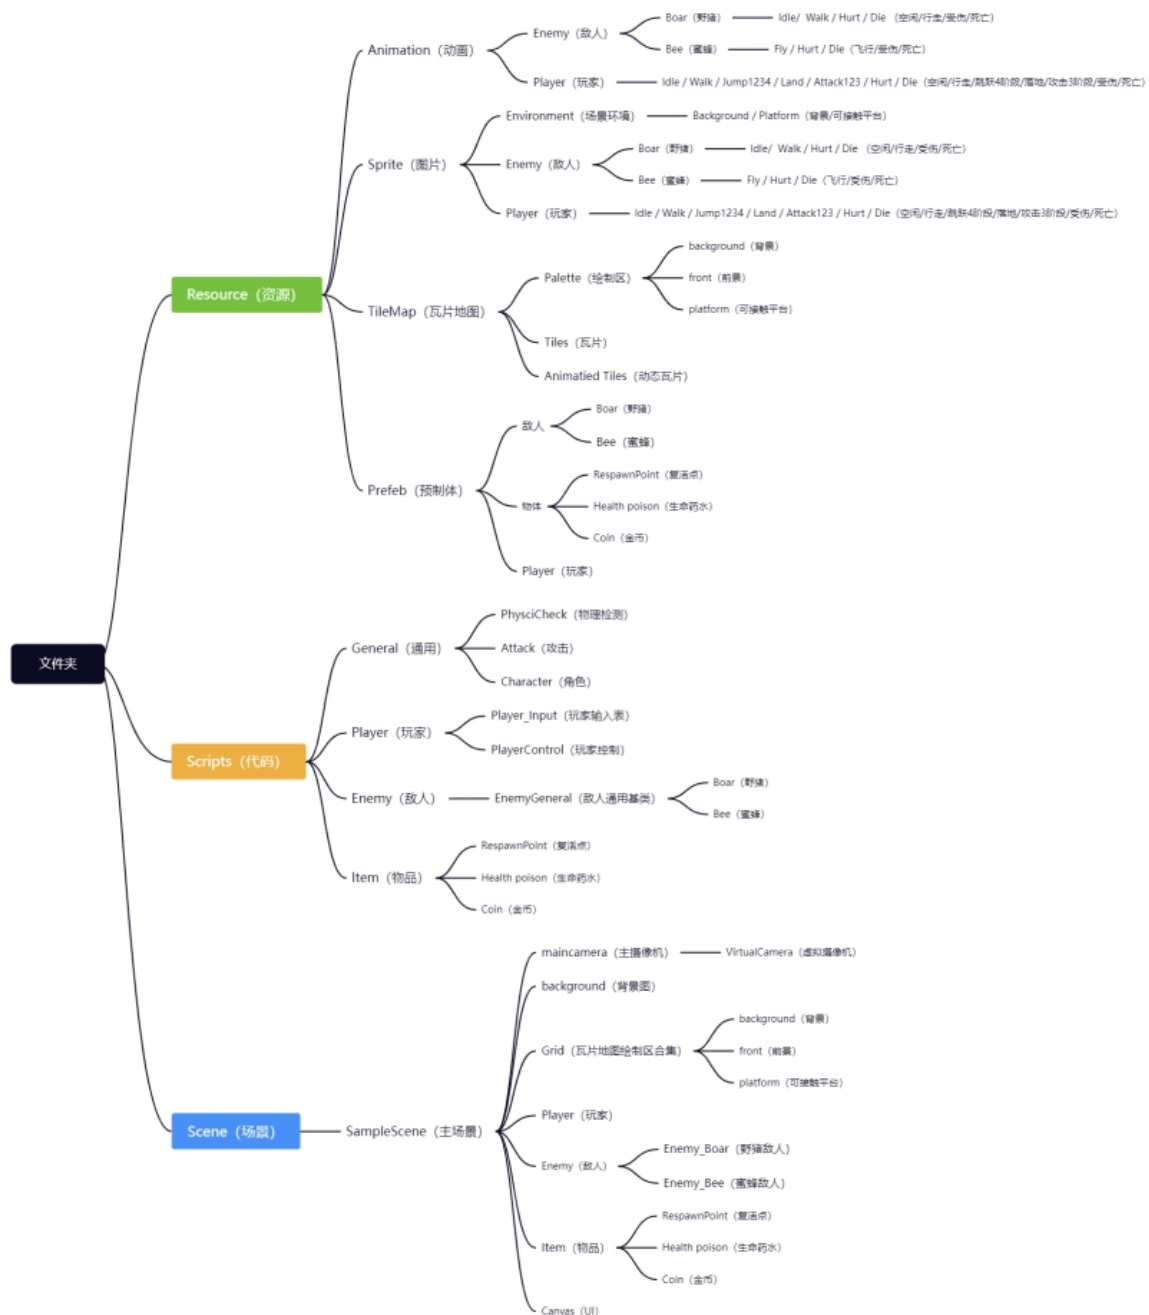 文件夹
Resource（资源）
Animation（动画）
Enemy（敌人）
Boar（野猪）
Idle/ Walk / Hurt / Die （空闲/行走/受伤/死亡）
Bee（蜜蜂）
Fly / Hurt / Die（飞行/受伤/死亡）
Player（玩家）
Idle / Walk / Jump1234 / Land / Attack123 / Hurt / Die（空闲/行走/跳跃4阶段/落地/攻击3阶段/受伤/死亡）
Sprite（图片）
Environment（场景环境）
Background / Platform（背景/可接触平台）
Enemy（敌人）
Boar（野猪）
Idle/ Walk / Hurt / Die （空闲/行走/受伤/死亡）
Bee（蜜蜂）
Fly / Hurt / Die（飞行/受伤/死亡）
Player（玩家）
Idle / Walk / Jump1234 / Land / Attack123 / Hurt / Die（空闲/行走/跳跃4阶段/落地/攻击3阶段/受伤/死亡）
TileMap（瓦片地图）
Palette（绘制区）
background（背景）
front（前景）
platform（可接触平台）
Tiles（瓦片）
Animatied Tiles（动态瓦片）
Prefeb（预制体）
敌人
Boar（野猪）
Bee（蜜蜂）
物体
RespawnPoint（复活点）
Health poison（生命药水）
Coin（金币）
Player（玩家）
Scripts（代码）
General（通用）
PhysciCheck（物理检测）
Attack（攻击）
Character（角色）
Player（玩家）
Player_Input（玩家输入表）
PlayerControl（玩家控制）
Enemy（敌人）
EnemyGeneral（敌人通用基类）
Boar（野猪）
Bee（蜜蜂）
Item（物品）
RespawnPoint（复活点）
Health poison（生命药水）
Coin（金币）
Scene（场景）
SampleScene（主场景）
maincamera（主摄像机）
VirtualCamera（虚拟摄像机）
background（背景图）
Grid（瓦片地图绘制区合集）
background（背景）
front（前景）
platform（可接触平台）
Player（玩家）
Enemy（敌人）
Enemy_Boar（野猪敌人）
Enemy_Bee（蜜蜂敌人）
Item（物品）
RespawnPoint（复活点）
Health poison（生命药水）
Coin（金币）
Canvas（UI）